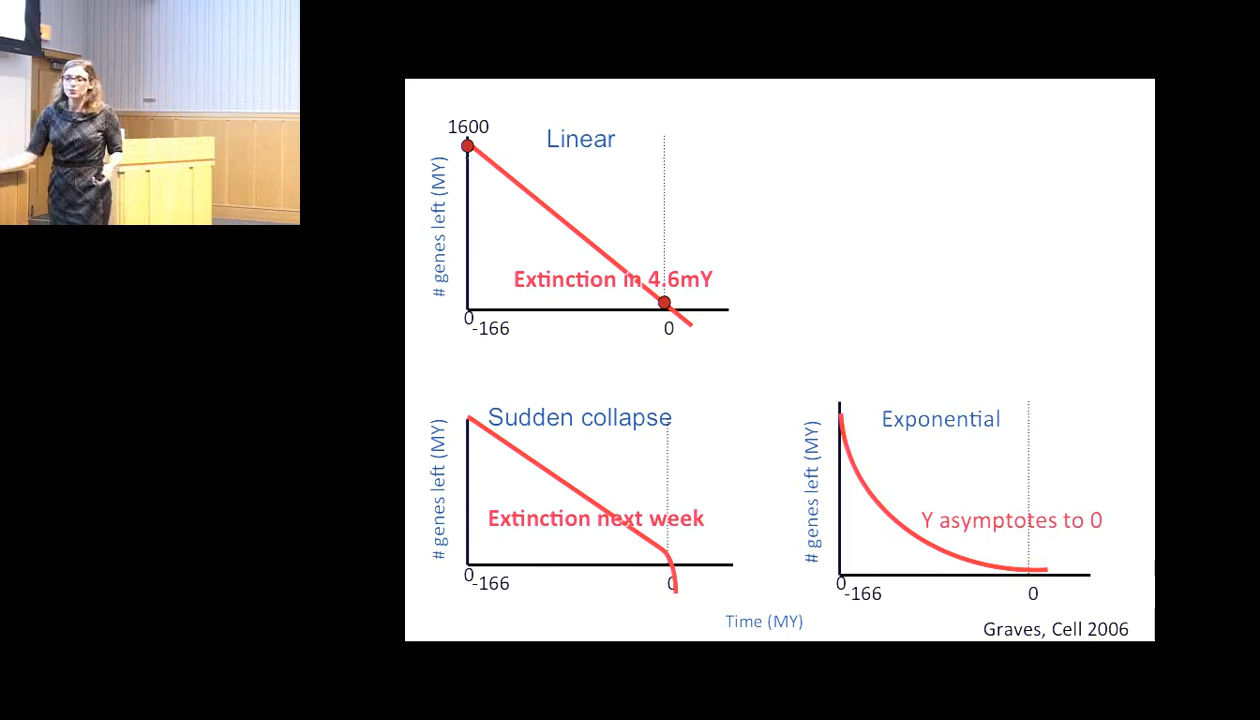 1600
Linear
# genes left (MY)
Extinction in 4.6mY
0
-166
0
Sudden collapse
# genes left (MY)
Extinction next week
0
-166
0
Exponential
# genes left (MY)
Y asymptotes to 0
0
-166
0
Time (MY)
Graves, Cell 2006